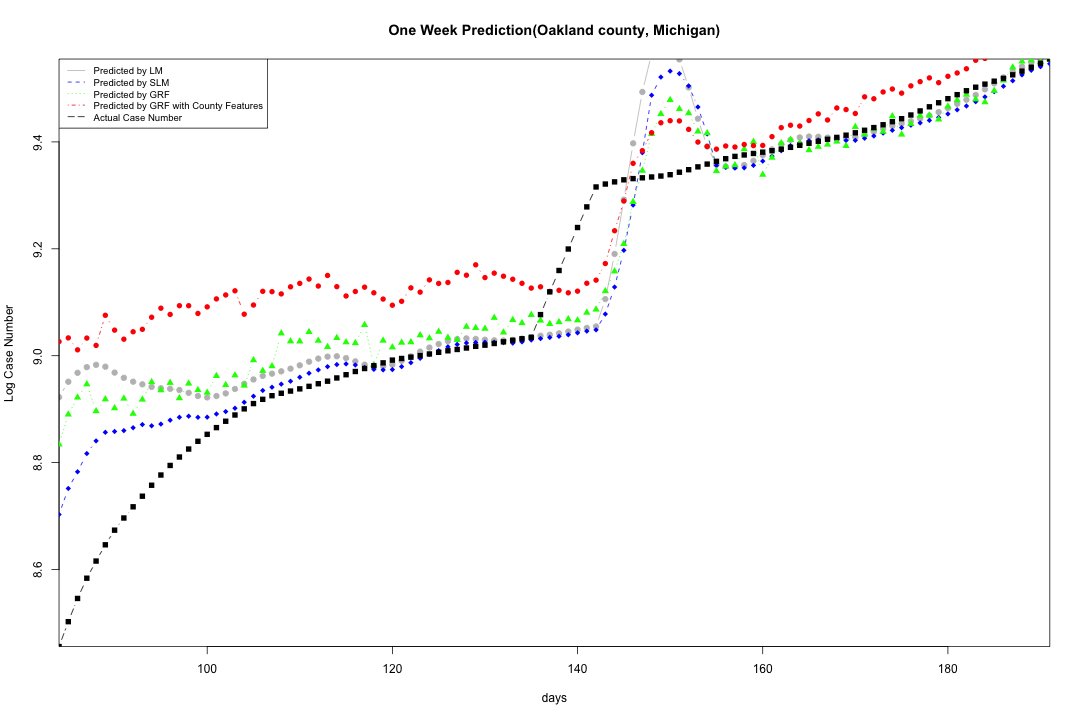 One Week Prediction(Oakland county, Michigan)
Predicted by LM
Predicted by SLM
Predicted by GRF
Predicted by GRF with County Features
Actual Case Number
Log Case Number
9.4
9.2
9.0
8.8
8.6
100 120 140 160 180
days